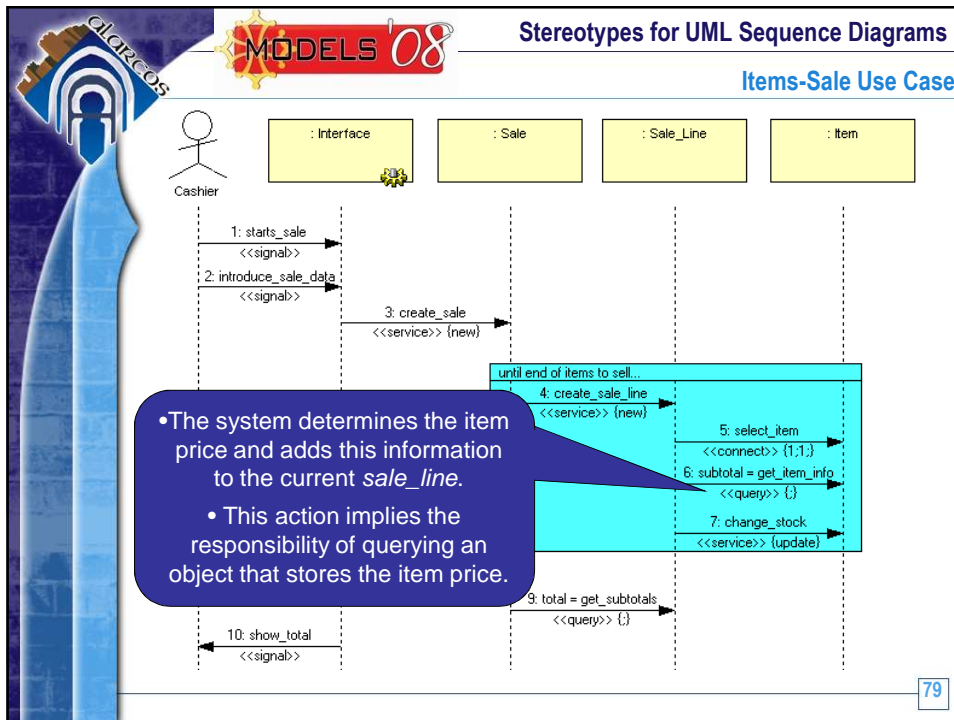 alarcos
MODELS '08
Stereotypes for UML Sequence Diagrams
Items-Sale Use Case
Cashier
: Interface
: Sale
: Sale_Line
: Item
1: starts_sale
<<signal>>
2: introduce_sale_data
<<signal>>
3: create_sale
<<service>> {new}
until end of items to sell...
4: create_sale_line
<<service>> {new}
5: select_item
<<connect>> {1;1;}
6: subtotal = get_item_info
<<query>> {;}
7: change_stock
<<service>> {update}
•The system determines the item
price and adds this information
to the current sale_line.
• This action implies the
responsibility of querying an
object that stores the item price.
9: total = get_subtotals
<<query>> {;}
10: show_total
<<signal>>
79